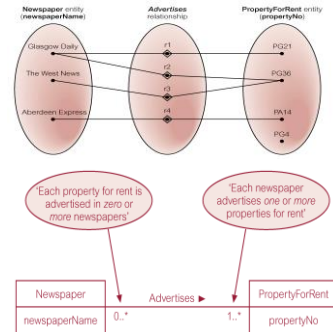 Newspaper entity
(newspaperName)
Advertises
relationship
PropertyForRent entity
(propertyNo)
Glasgow Daily
r1
PG21
r2
The West News
PG36
r3
Aberdeen Express
r4
PA14
PG4
'Each property for rent is
advertised in zero or
more newspapers'
'Each newspaper
advertises one or more
properties for rent'
Newspaper
Advertises ►
PropertyForRent
newspaperName
0..*
1..*
propertyNo